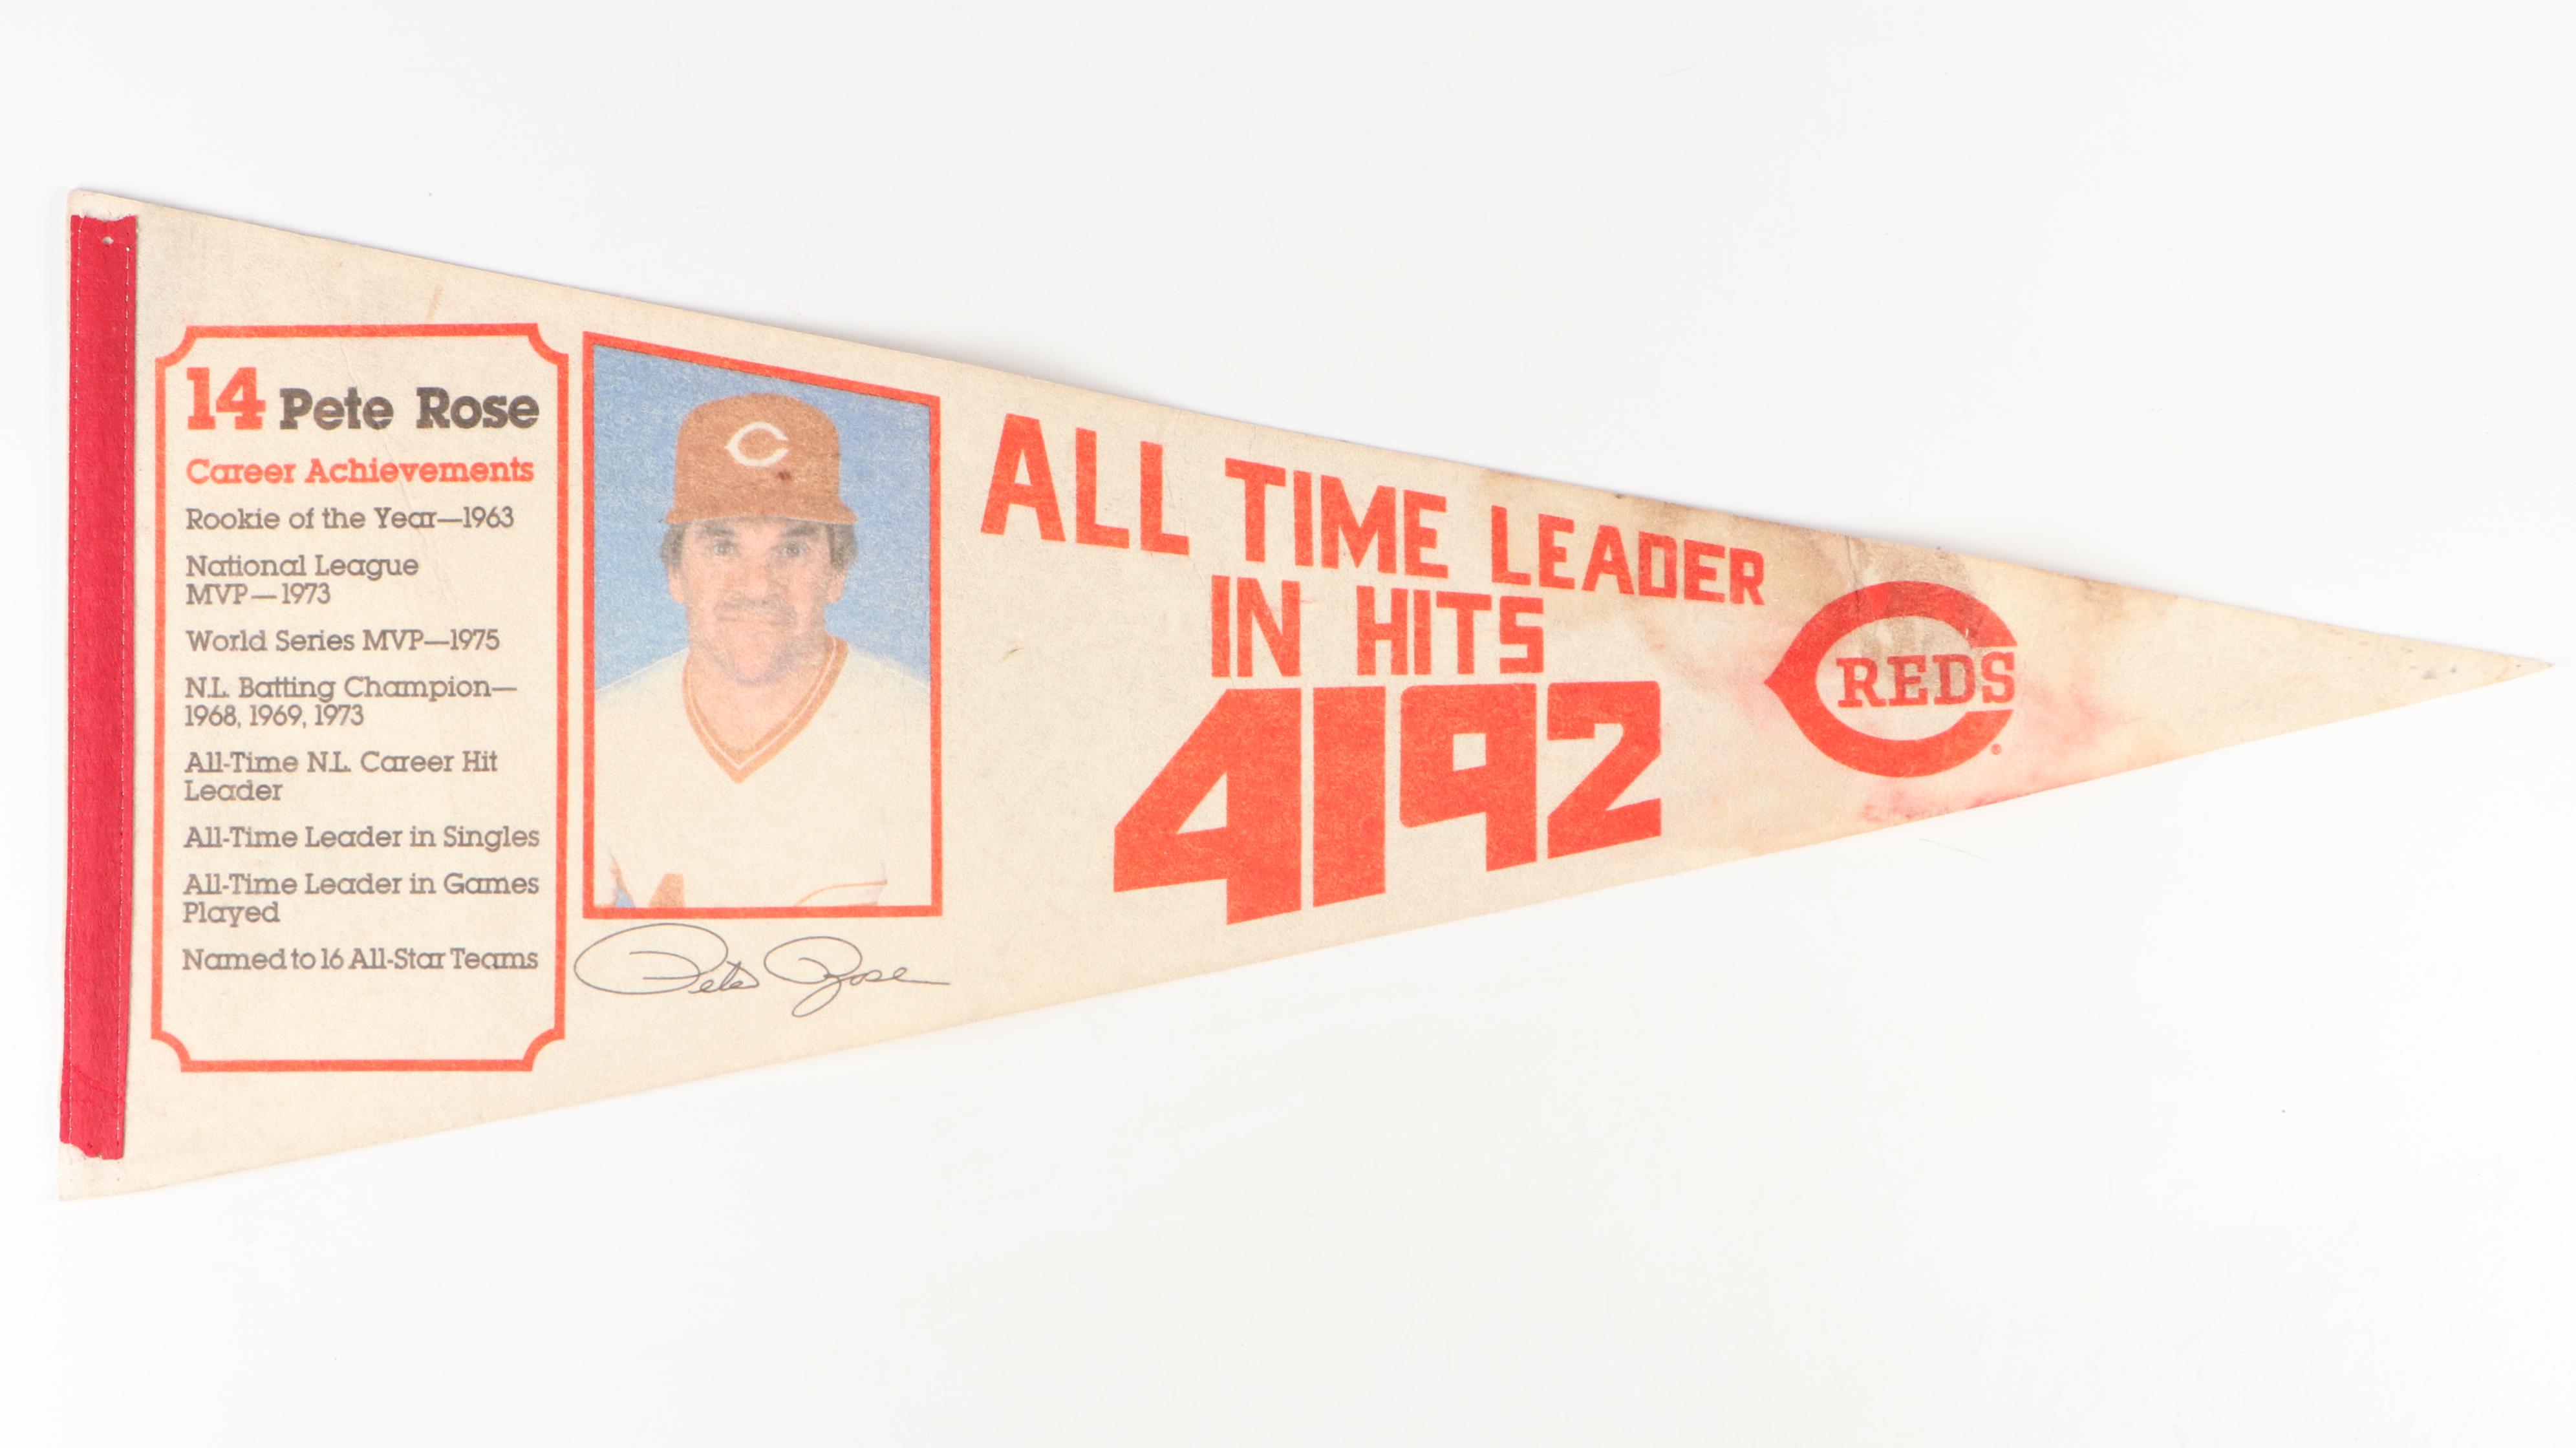 14 Pete Rose
Career Achievements
Rookie of the Year—1963
National League
MVP—1973
World Series MVP—1975
N.L. Batting Champion—
1968, 1969, 1973
All-Time N.L. Career Hit
Leader
All-Time Leader in Singles
All-Time Leader in Games
Played
Named to 16 All-Star Teams
C
4
Pete Rose
ALL TIME LEADER
IN HITS
4192
REDS
®